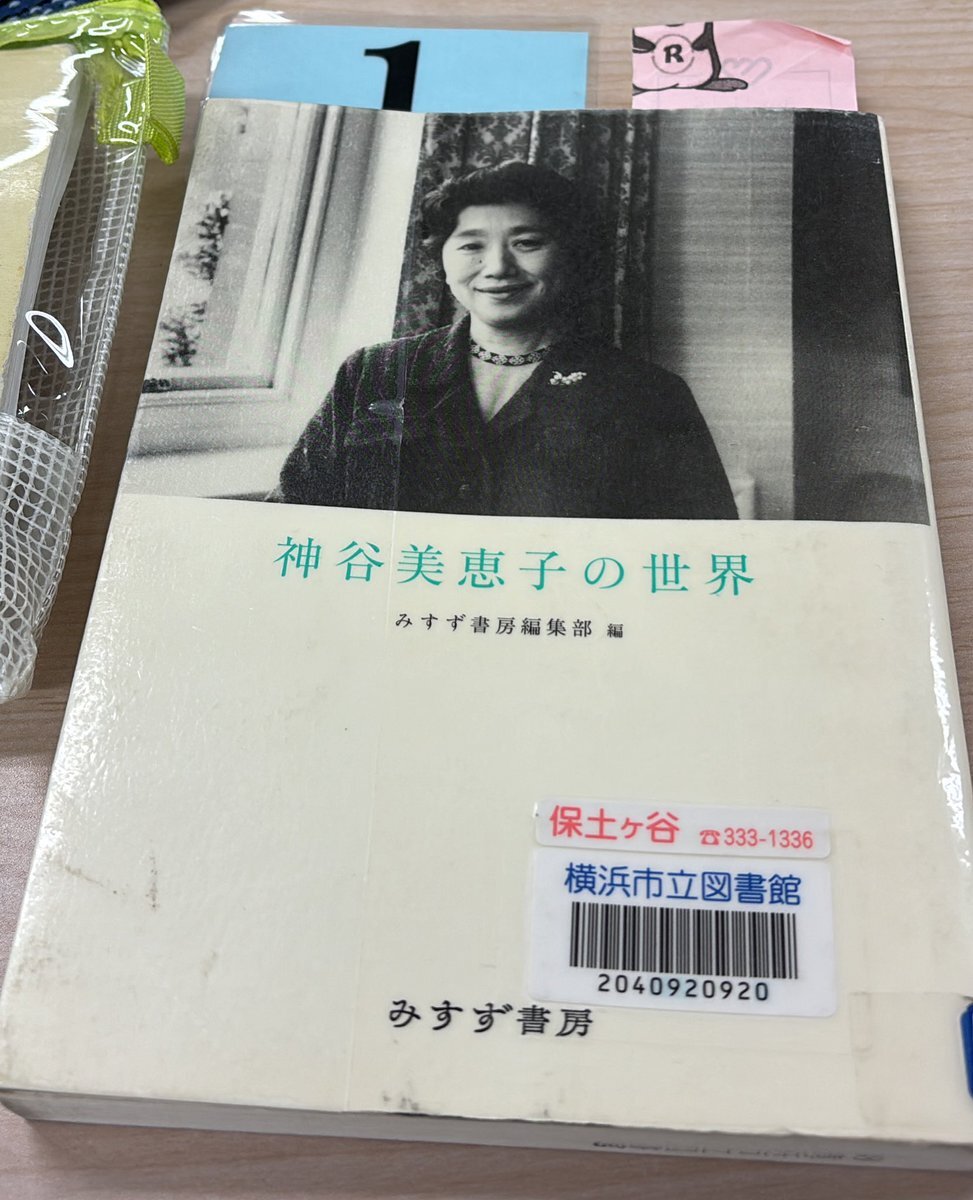 1
R
神谷美恵子の世界
みすず書房編集部 編
保土ヶ谷 ☎333-1336
横浜市立図書館
2040920920
みすず書房